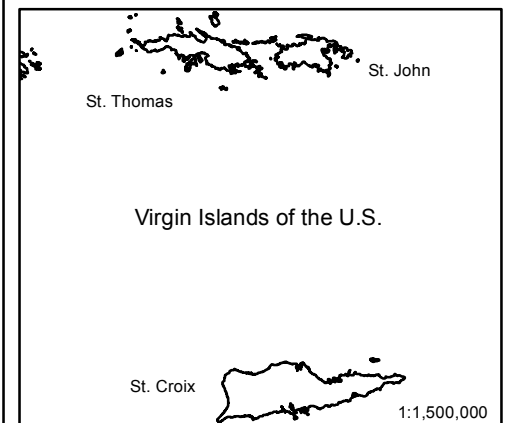 St. John
St. Thomas
Virgin Islands of the U.S.
St. Croix
1:1,500,000